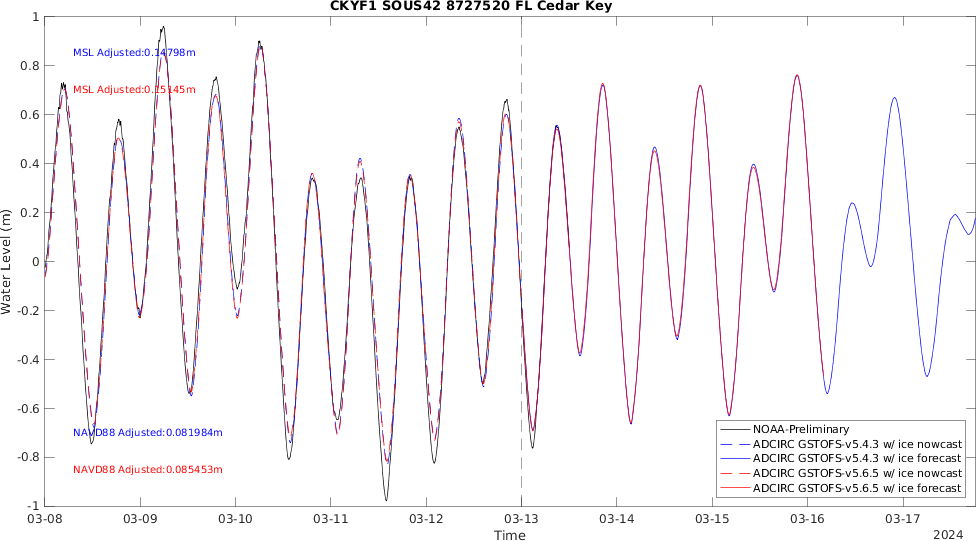 CKYF1 SOUS42 8727520 FL Cedar Key
1
0.8
0.6
0.4
0.2
0
-0.2
-0.4
-0.6
-0.8
-1
Water Level (m)
MSL Adjusted:0.14798m
MSL Adjusted:0.15145m
NAVD88 Adjusted:0.081984m
NAVD88 Adjusted:0.085453m
NOAA-Preliminary
ADCIRC GSTOFS-v5.4.3 w/ ice nowcast
ADCIRC GSTOFS-v5.4.3 w/ ice forecast
ADCIRC GSTOFS-v5.6.5 w/ ice nowcast
ADCIRC GSTOFS-v5.6.5 w/ ice forecast
03-08 03-09 03-10 03-11 03-12 03-13 03-14 03-15 03-16 03-17
Time
2024